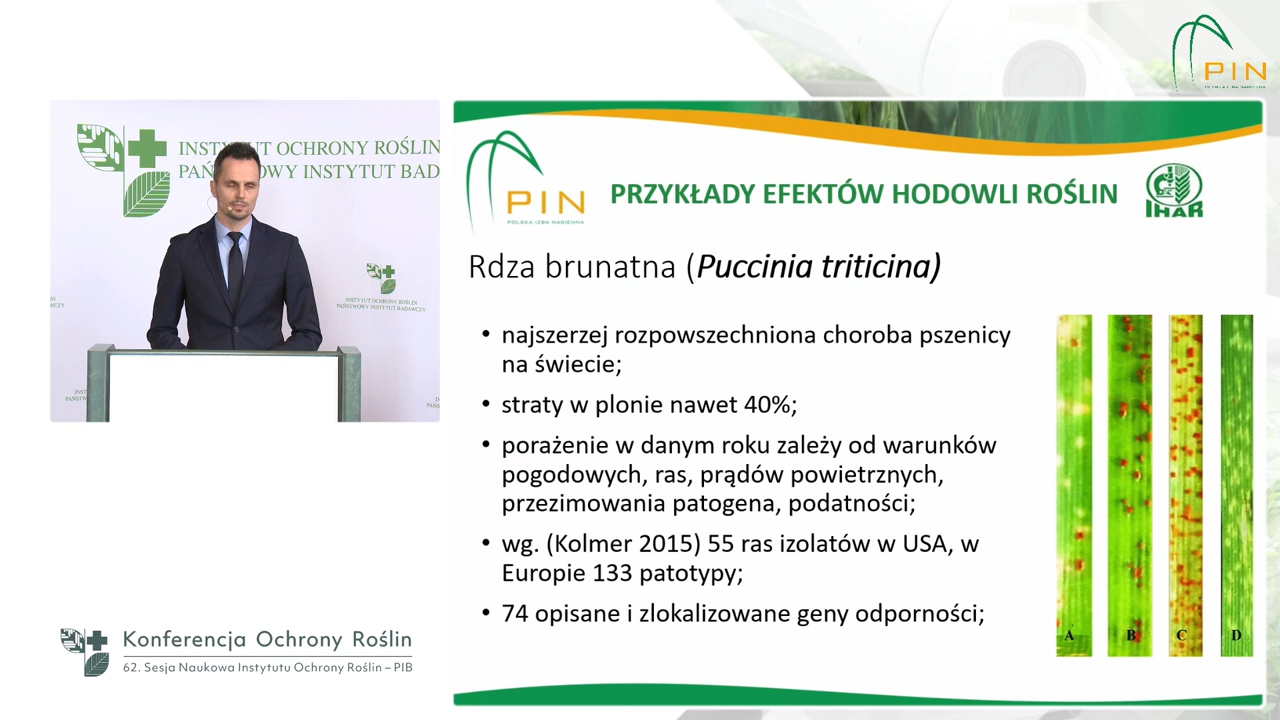 PIN
INSTYTUT OCHRONY ROŚLIN
PAŃSTWOWY INSTYTUT BAD
INSTYTUT OCHRONY ROŚLIN
PAŃSTWOWY INSTYTUT BADAWCZY
PIN
POLSKA IZBA NASIENNA
PRZYKŁADY EFEKTÓW HODOWLI ROŚLIN
IHAR
Rdza brunatna (Puccinia triticina)
• najszerzej rozpowszechniona choroba pszenicy
na świecie;
• straty w plonie nawet 40%;
• porażenie w danym roku zależy od warunków
pogodowych, ras, prądów powietrznych,
przezimowania patogena, podatności;
• wg. (Kolmer 2015) 55 ras izolatów w USA, w
Europie 133 patotypy;
• 74 opisane i zlokalizowane geny odporności;
A B C D
Konferencja Ochrony Roślin
62. Sesja Naukowa Instytutu Ochrony Roślin – PIB